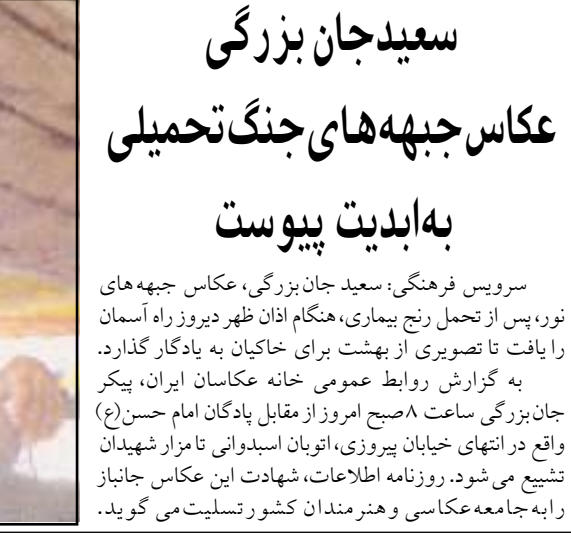 سعیدجان بزرگی
عکاس جبهه‌های جنگ تحمیلی
به‌ابدیت پیوست
سرویس فرهنگی: سعید جان‌بزرگی، عکاس جبهه‌های
نور، پس از تحمل رنج بیماری، هنگام اذان ظهر دیروز راه آسمان
را یافت تا تصویری از بهشت برای خاکیان به یادگار گذارد.
به گزارش روابط عمومی خانه عکاسان ایران، پیکر
جان‌بزرگی ساعت ۸صبح امروز از مقابل پادگان امام حسن(ع)
واقع در انتهای خیابان پیروزی، اتوبان اسبدوانی تا مزار شهیدان
تشییع می‌شود. روزنامه اطلاعات، شهادت این عکاس جانباز
را به جامعه عکاسی و هنرمندان کشور تسلیت می‌گوید.